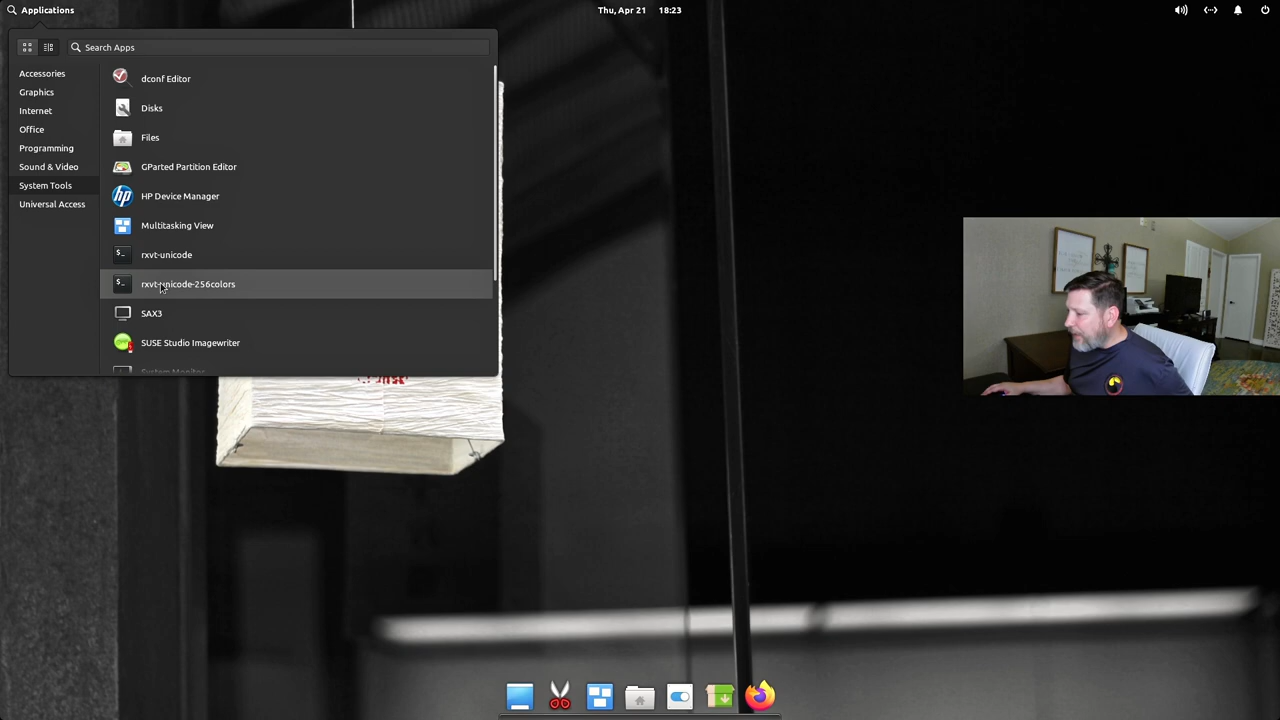 Applications
Thu, Apr 21 18:23
Search Apps
Accessories
Graphics
Internet
Office
Programming
Sound & Video
System Tools
Universal Access
dconf Editor
Disks
Files
GParted Partition Editor
HP Device Manager
Multitasking View
rxvt-unicode
rxvt-unicode-256colors
SAX3
SUSE Studio Imagewriter
System Monitor